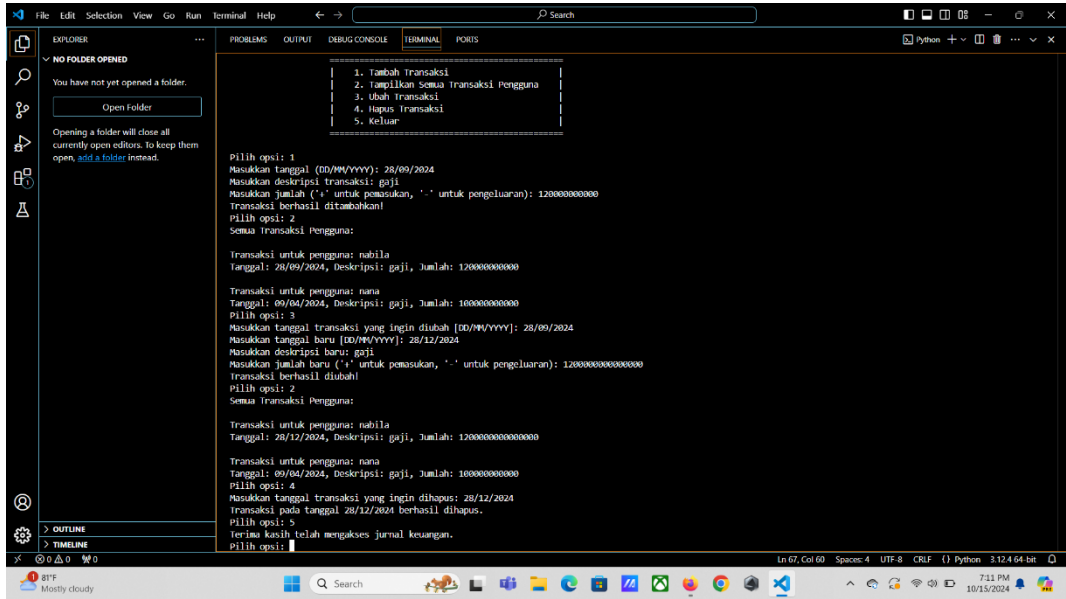 File Edit Selection View Go Run Terminal Help
Search
EXPLORER
NO FOLDER OPENED
You have not yet opened a folder.
Open Folder
Opening a folder will close all
currently open editors. To keep them
open, add a folder instead.
OUTLINE
TIMELINE
PROBLEMS OUTPUT DEBUG CONSOLE TERMINAL PORTS
Python
==================================================
| 1. Tambah Transaksi |
| 2. Tampilkan Semua Transaksi Pengguna |
| 3. Ubah Transaksi |
| 4. Hapus Transaksi |
| 5. Keluar |
==================================================
Pilih opsi: 1
Masukkan tanggal (DD/MM/YYYY): 28/09/2024
Masukkan deskripsi transaksi: gaji
Masukkan jumlah ('+' untuk pemasukan, '-' untuk pengeluaran): 120000000000
Transaksi berhasil ditambahkan!
Pilih opsi: 2
Semua Transaksi Pengguna:
Transaksi untuk pengguna: nabila
Tanggal: 28/09/2024, Deskripsi: gaji, Jumlah: 120000000000
Transaksi untuk pengguna: nana
Tanggal: 09/04/2024, Deskripsi: gaji, Jumlah: 100000000000
Pilih opsi: 3
Masukkan tanggal transaksi yang ingin diubah [DD/MM/YYYY]: 28/09/2024
Masukkan tanggal baru [DD/MM/YYYY]: 28/12/2024
Masukkan deskripsi baru: gaji
Masukkan jumlah baru ('+' untuk pemasukan, '-' untuk pengeluaran): 1200000000000000
Transaksi berhasil diubah!
Pilih opsi: 2
Semua Transaksi Pengguna:
Transaksi untuk pengguna: nabila
Tanggal: 28/12/2024, Deskripsi: gaji, Jumlah: 1200000000000000
Transaksi untuk pengguna: nana
Tanggal: 09/04/2024, Deskripsi: gaji, Jumlah: 100000000000
Pilih opsi: 4
Masukkan tanggal transaksi yang ingin dihapus: 28/12/2024
Transaksi pada tanggal 28/12/2024 berhasil dihapus.
Pilih opsi: 5
Terima kasih telah mengakses jurnal keuangan.
Pilih opsi:
0 0 0 Ln 67, Col 60 Spaces: 4 UTF-8 CRLF {} Python 3.12.4 64-bit
1
81°F
Mostly cloudy
Search
7:11 PM
10/15/2024